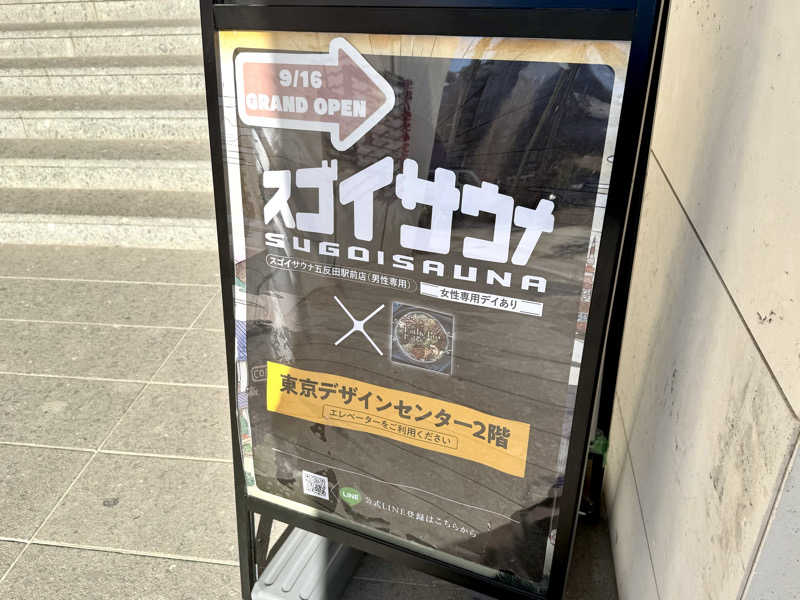 9/16
GRAND OPEN
スゴイサウナ
SUGOISAUNA
スゴイサウナ五反田駅前店(男性専用)
女性専用デイあり
東京デザインセンター2階
エレベーターをご利用ください
LINE
公式LINE登録はこちらから